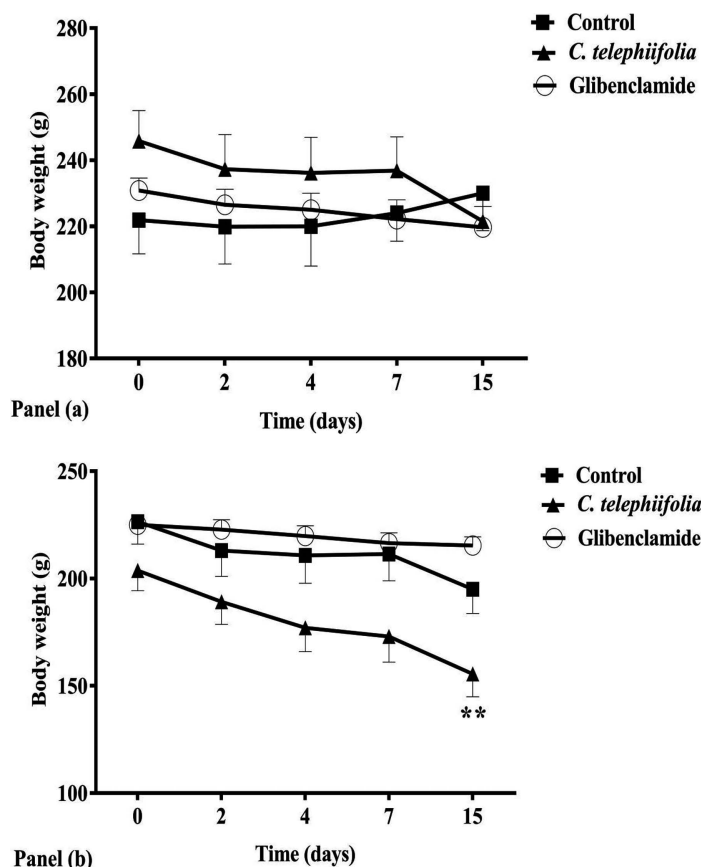 280
260
240
220
200
180
Body weight (g)
0 2 4 7 15
Time (days)
Panel (a)
Control
C. telephiifolia
Glibenclamide
250
200
150
100
Body weight (g)
**
0 2 4 7 15
Time (days)
Panel (b)
Control
C. telephiifolia
Glibenclamide